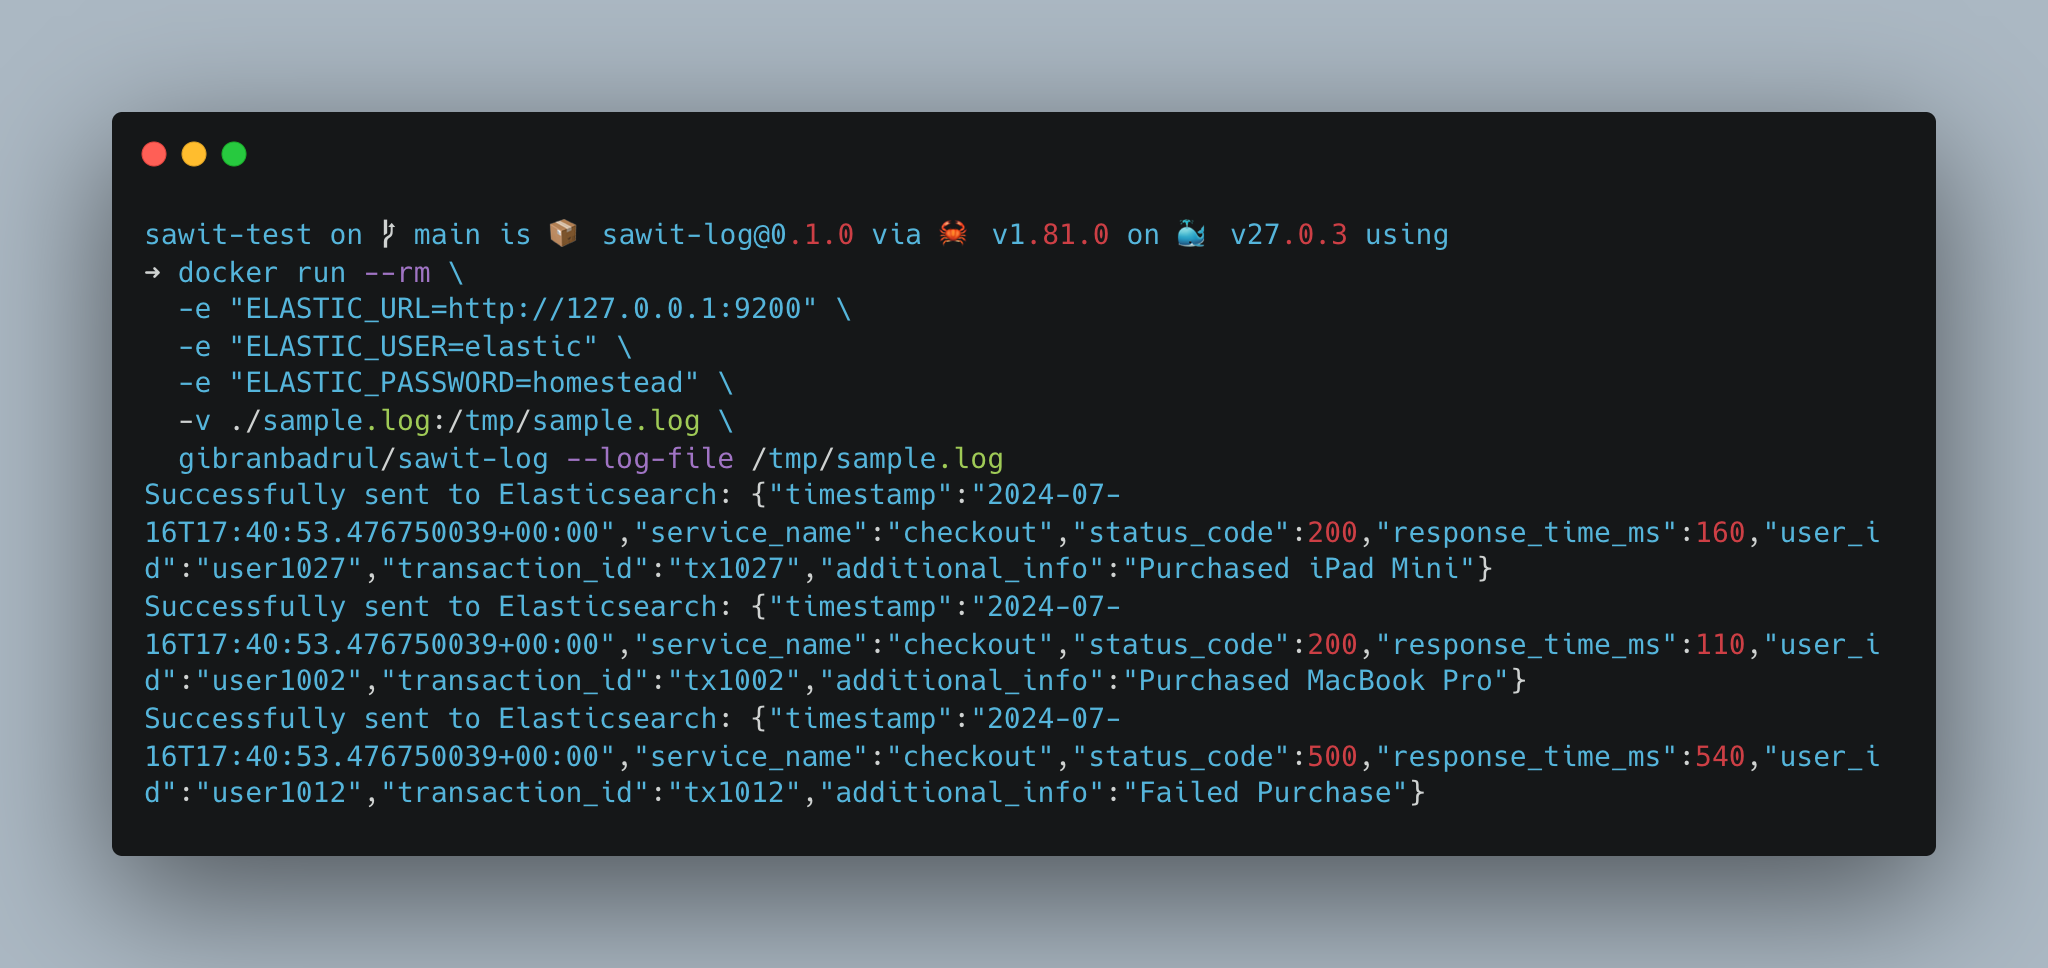 sawit-test on ᚠ main is 📦 sawit-log@0.1.0 via 🦀 v1.81.0 on 🐳 v27.0.3 using
➜ docker run --rm \
  -e "ELASTIC_URL=http://127.0.0.1:9200" \
  -e "ELASTIC_USER=elastic" \
  -e "ELASTIC_PASSWORD=homestead" \
  -v ./sample.log:/tmp/sample.log \
  gibranbadrul/sawit-log --log-file /tmp/sample.log
Successfully sent to Elasticsearch: {"timestamp":"2024-07-
16T17:40:53.476750039+00:00","service_name":"checkout","status_code":200,"response_time_ms":160,"user_i
d":"user1027","transaction_id":"tx1027","additional_info":"Purchased iPad Mini"}
Successfully sent to Elasticsearch: {"timestamp":"2024-07-
16T17:40:53.476750039+00:00","service_name":"checkout","status_code":200,"response_time_ms":110,"user_i
d":"user1002","transaction_id":"tx1002","additional_info":"Purchased MacBook Pro"}
Successfully sent to Elasticsearch: {"timestamp":"2024-07-
16T17:40:53.476750039+00:00","service_name":"checkout","status_code":500,"response_time_ms":540,"user_i
d":"user1012","transaction_id":"tx1012","additional_info":"Failed Purchase"}